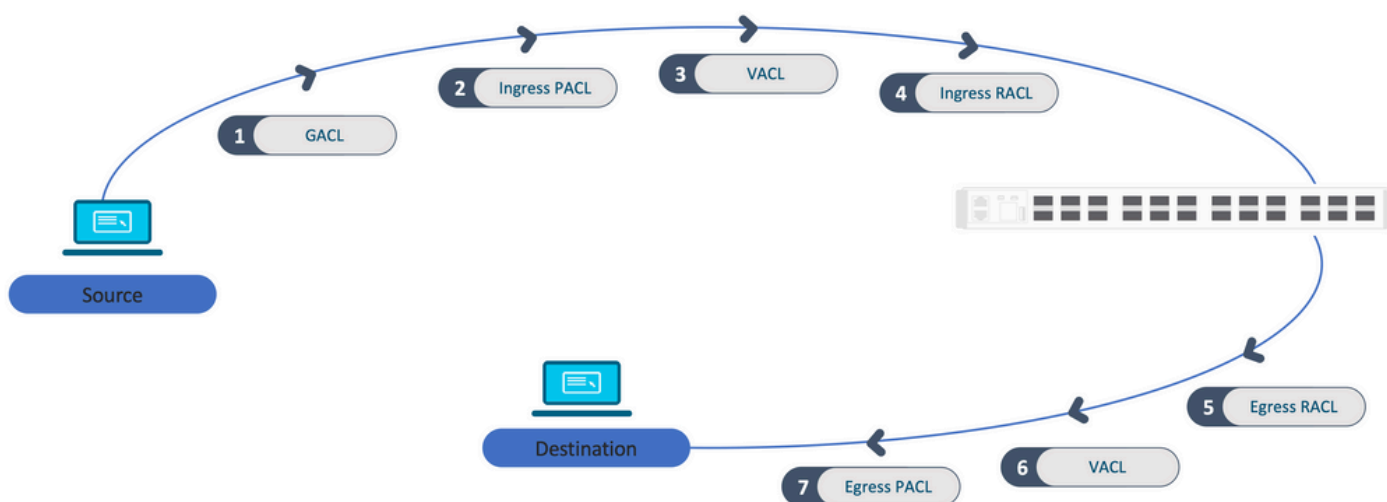 1 GACL
2 Ingress PACL
3 VACL
4 Ingress RACL
Source
5 Egress RACL
6 VACL
7 Egress PACL
Destination